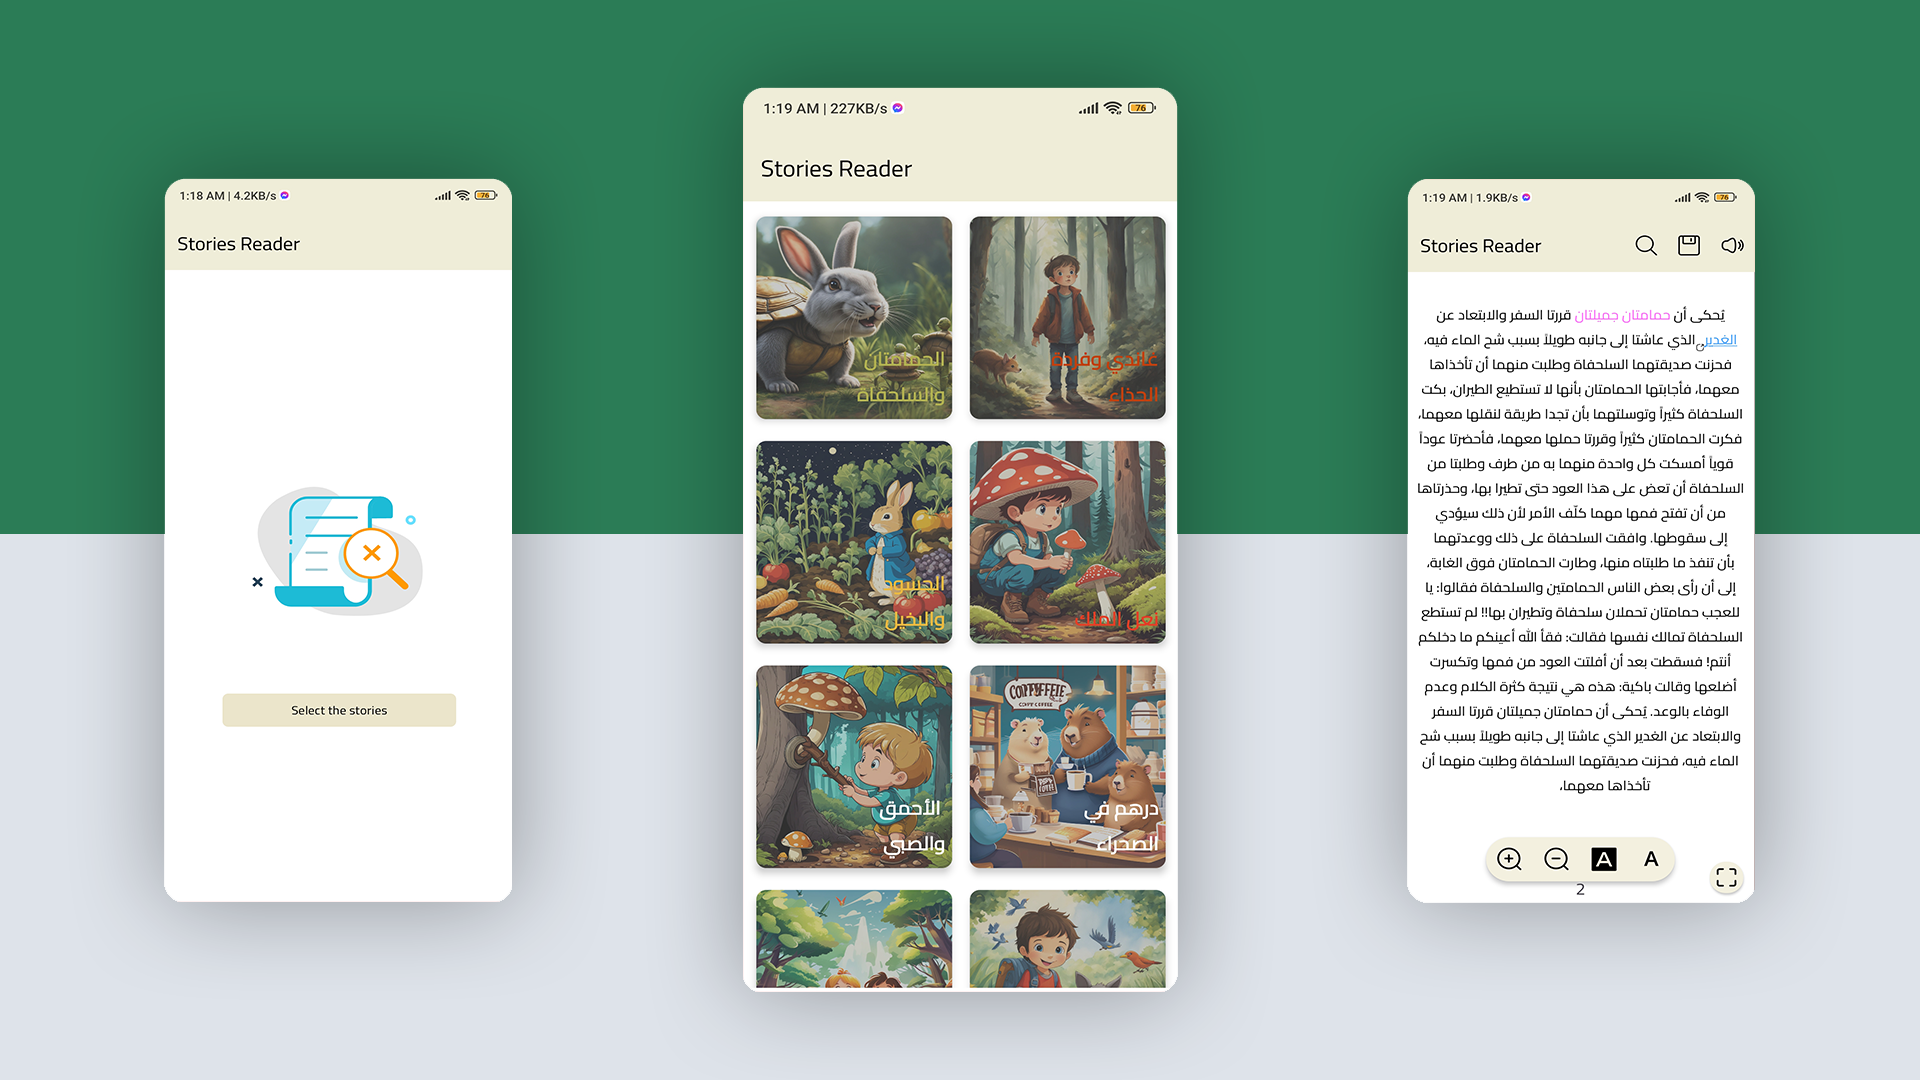 1:18 AM | 4.2KB/s
76
Stories Reader
Select the stories
1:19 AM | 227KB/s
76
Stories Reader
الحمامتان
والسلحفاة
غاندي وفردة
الحذاء
الحسود
والبخيل
نعل الملك
الأحمق
والصبي
درهم في
الصحراء
1:19 AM | 1.9KB/s
76
Stories Reader
يُحكى أن حمامتان جميلتان قررتا السفر والابتعاد عن
الغدير الذي عاشتا إلى جانبه طويلاً بسبب شح الماء فيه،
فحزنت صديقتهما السلحفاة وطلبت منهما أن تأخذاها
معهما، فأجابتها الحمامتان بأنها لا تستطيع الطيران، بكت
السلحفاة كثيراً وتوسلتهما بأن تجدا طريقة لنقلها معهما،
فكرت الحمامتان كثيراً وقررتا حملها معهما، فأحضرتا عوداً
قوياً أمسكت كل واحدة منهما به من طرف وطلبتا من
السلحفاة أن تعض على هذا العود حتى تطيرا بها، وحذرتاها
من أن تفتح فمها مهما كلّف الأمر لأن ذلك سيؤدي
إلى سقوطها. وافقت السلحفاة على ذلك ووعدتهما
بأن تنفذ ما طلبتاه منها، وطارت الحمامتان فوق الغابة،
إلى أن رأى بعض الناس الحمامتين والسلحفاة فقالوا: يا
للعجب حمامتان تحملان سلحفاة وتطيران بها!! لم تستطع
السلحفاة تمالك نفسها فقالت: فقأ الله أعينكم ما دخلكم
أنتم! فسقطت بعد أن أفلتت العود من فمها وتكسرت
أضلعها وقالت باكية: هذه هي نتيجة كثرة الكلام وعدم
الوفاء بالوعد. يُحكى أن حمامتان جميلتان قررتا السفر
والابتعاد عن الغدير الذي عاشتا إلى جانبه طويلاً بسبب شح
الماء فيه، فحزنت صديقتهما السلحفاة وطلبت منهما أن
تأخذاها معهما،
A
A
2